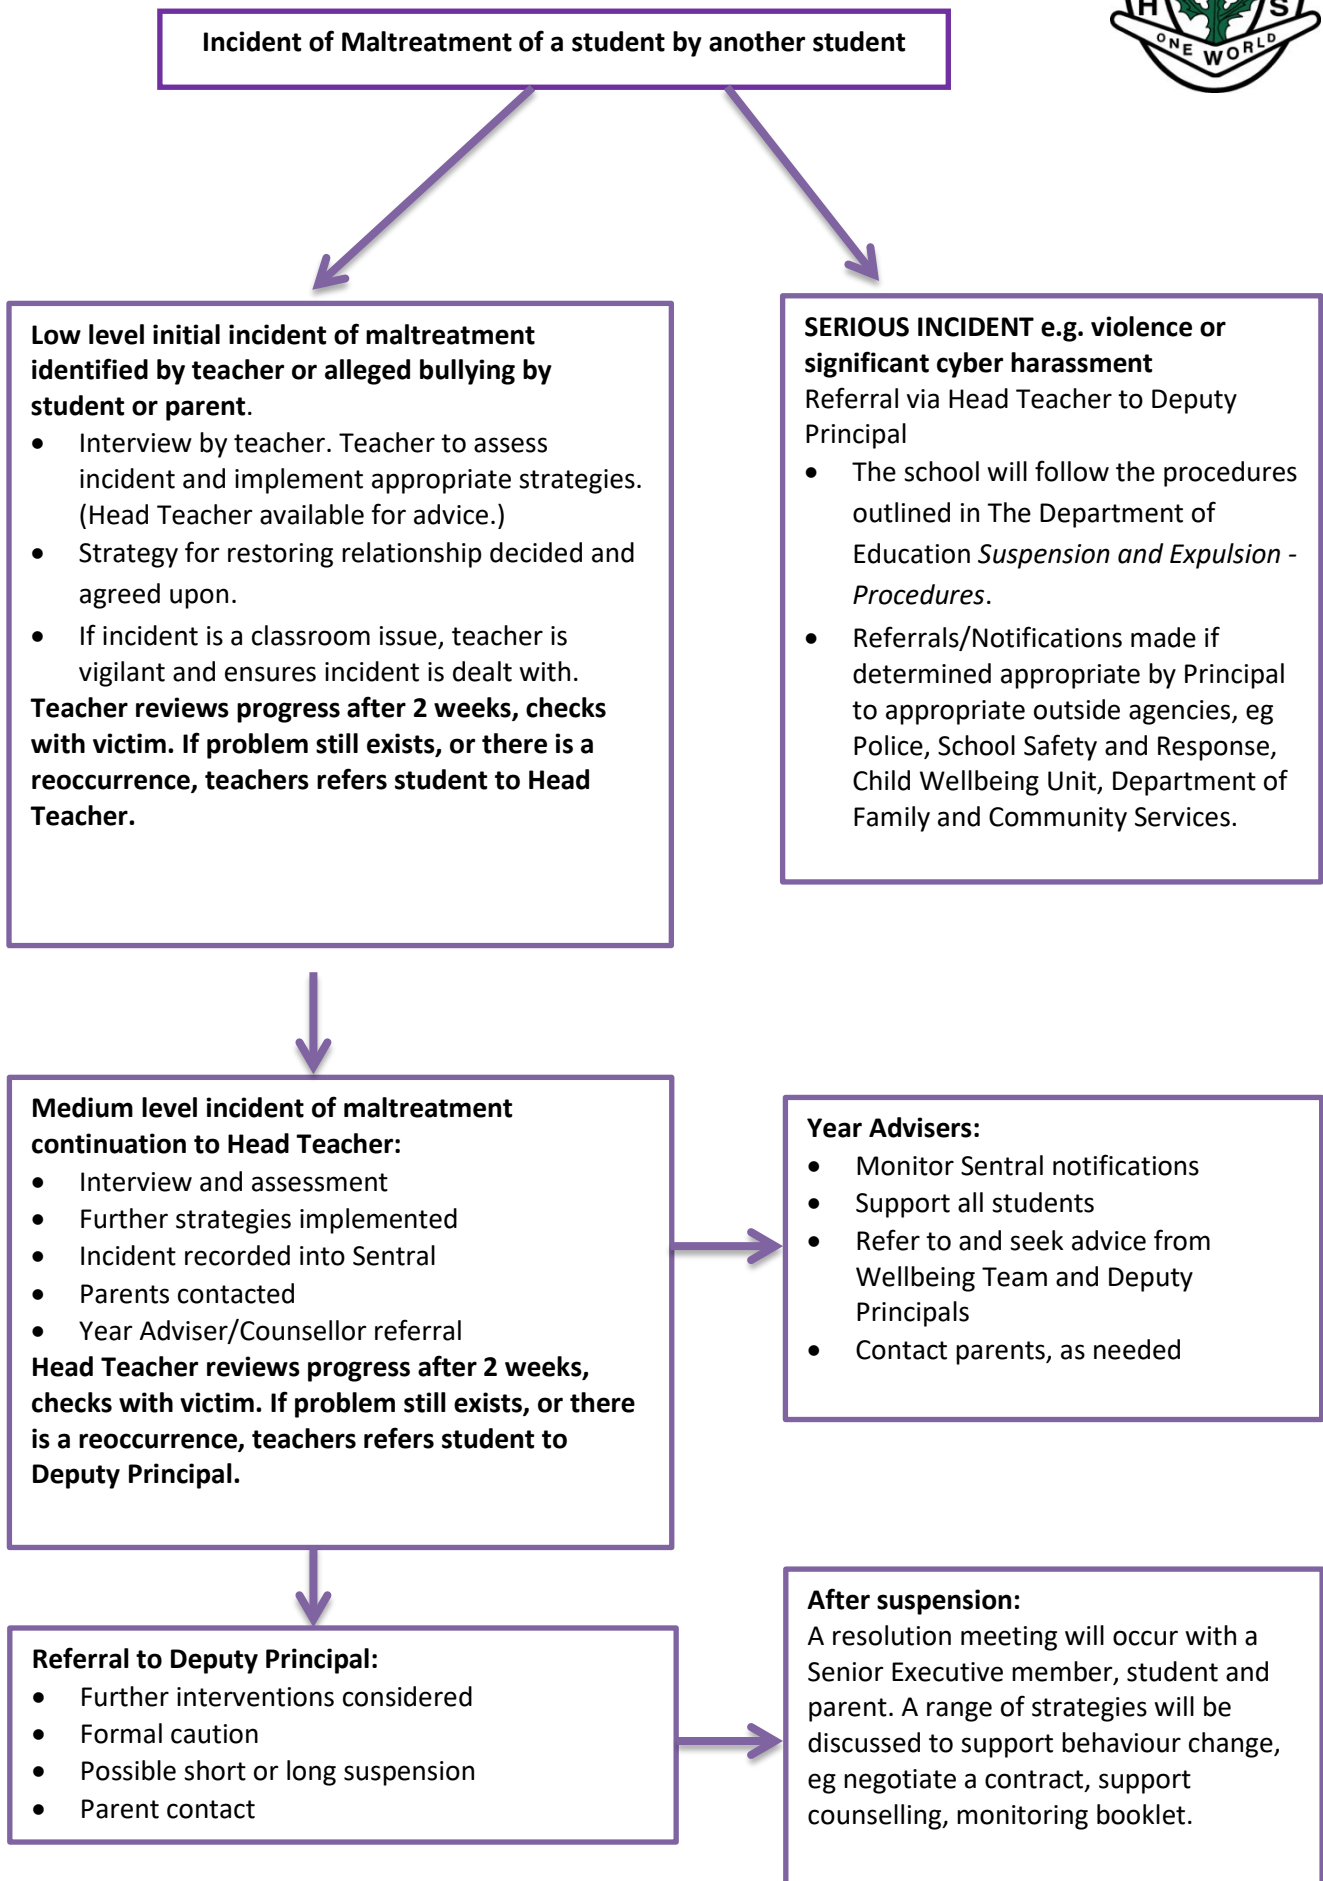 H S
ONE WORLD
Incident of Maltreatment of a student by another student
Low level initial incident of maltreatment
identified by teacher or alleged bullying by
student or parent.
• Interview by teacher. Teacher to assess
incident and implement appropriate strategies.
(Head Teacher available for advice.)
• Strategy for restoring relationship decided and
agreed upon.
• If incident is a classroom issue, teacher is
vigilant and ensures incident is dealt with.
Teacher reviews progress after 2 weeks, checks
with victim. If problem still exists, or there is a
reoccurrence, teachers refers student to Head
Teacher.
SERIOUS INCIDENT e.g. violence or
significant cyber harassment
Referral via Head Teacher to Deputy
Principal
• The school will follow the procedures
outlined in The Department of
Education Suspension and Expulsion -
Procedures.
• Referrals/Notifications made if
determined appropriate by Principal
to appropriate outside agencies, eg
Police, School Safety and Response,
Child Wellbeing Unit, Department of
Family and Community Services.
Medium level incident of maltreatment
continuation to Head Teacher:
• Interview and assessment
• Further strategies implemented
• Incident recorded into Sentral
• Parents contacted
• Year Adviser/Counsellor referral
Head Teacher reviews progress after 2 weeks,
checks with victim. If problem still exists, or there
is a reoccurrence, teachers refers student to
Deputy Principal.
Year Advisers:
• Monitor Sentral notifications
• Support all students
• Refer to and seek advice from
Wellbeing Team and Deputy
Principals
• Contact parents, as needed
Referral to Deputy Principal:
• Further interventions considered
• Formal caution
• Possible short or long suspension
• Parent contact
After suspension:
A resolution meeting will occur with a
Senior Executive member, student and
parent. A range of strategies will be
discussed to support behaviour change,
eg negotiate a contract, support
counselling, monitoring booklet.